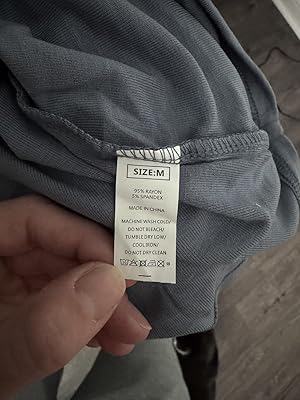 SIZE:M
95% RAYON
5% SPANDEX
MADE IN CHINA
MACHINE WASH COLD/
DO NOT BLEACH/
TUMBLE DRY LOW/
COOL IRON/
DO NOT DRY CLEAN